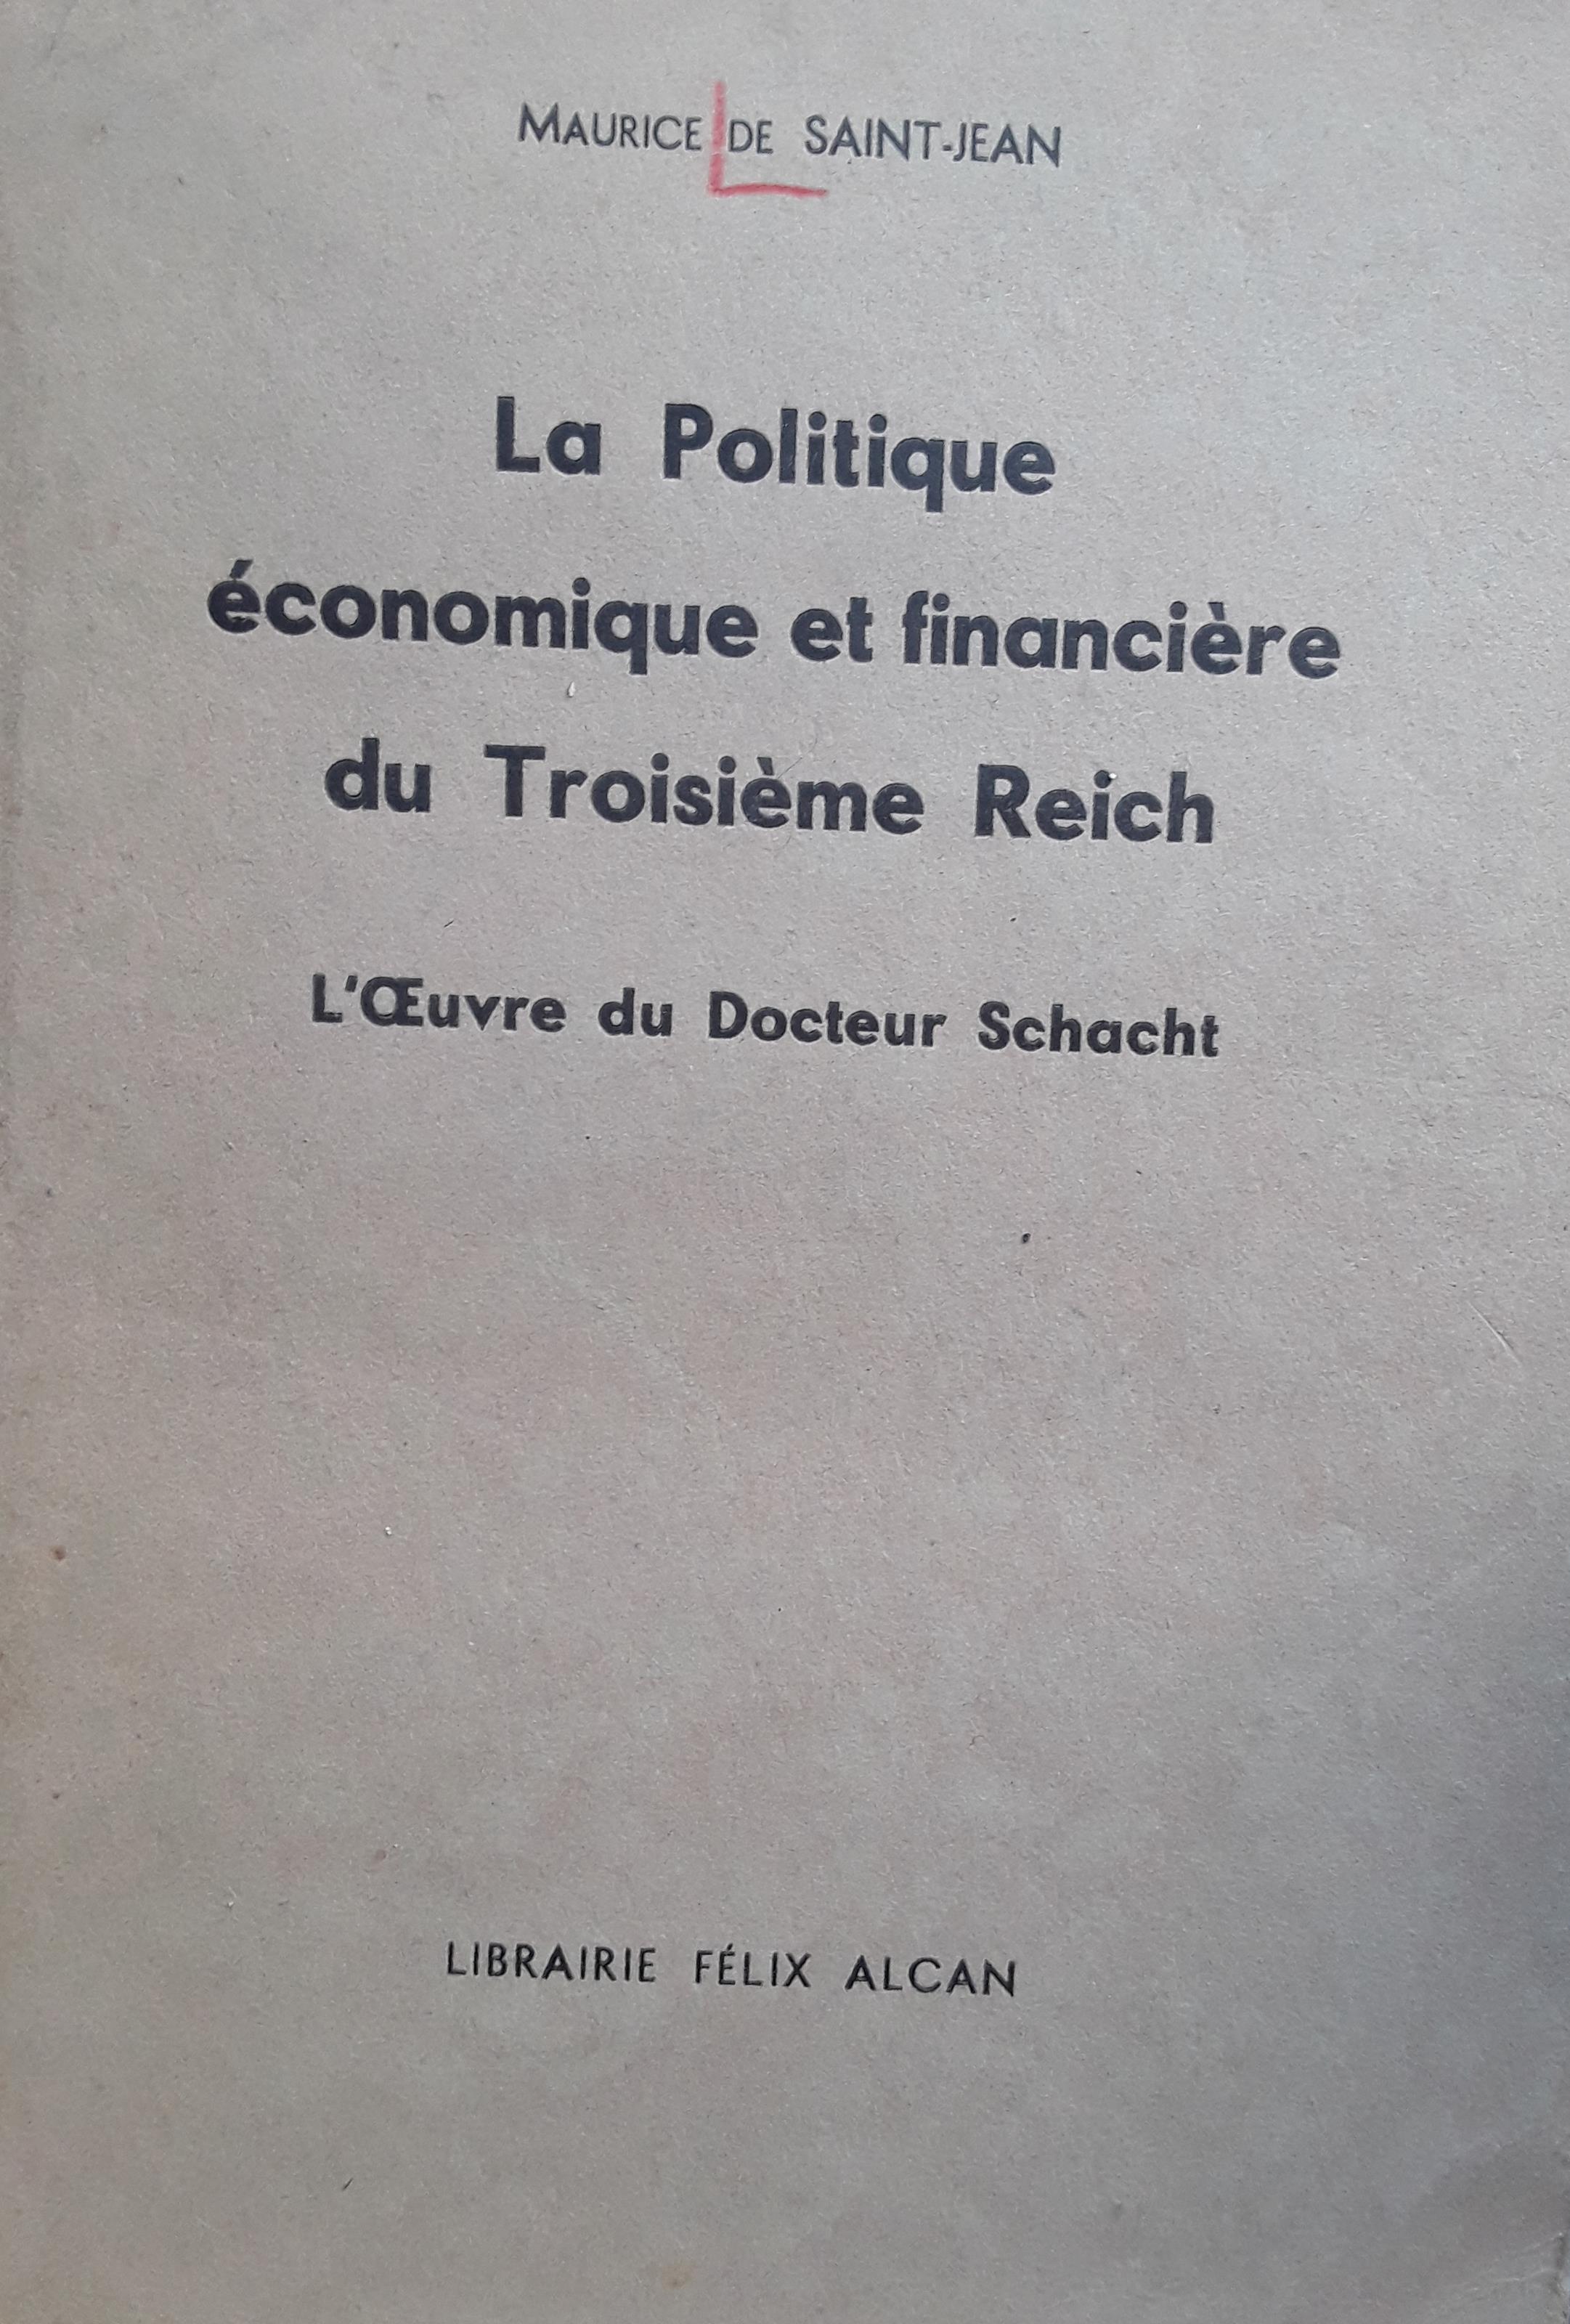 MAURICE DE SAINT-JEAN
La Politique
économique et financière
du Troisième Reich
L'Œuvre du Docteur Schacht
LIBRAIRIE FÉLIX ALCAN